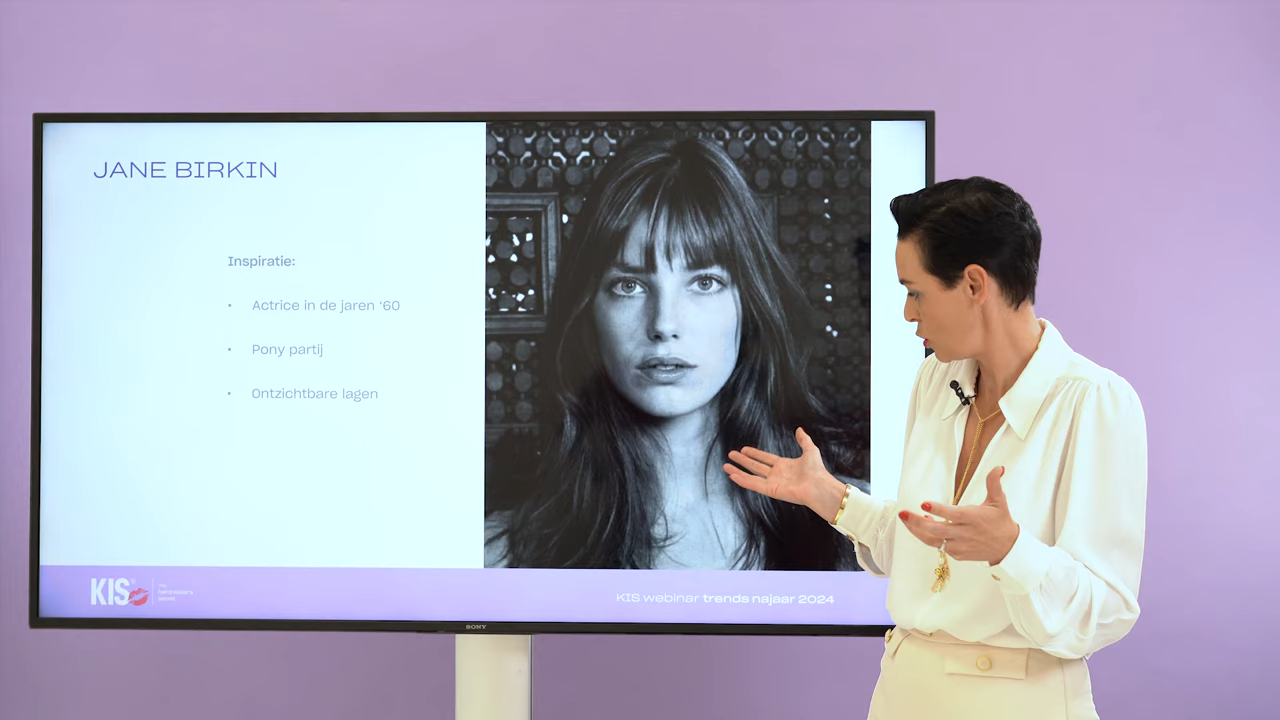 JANE BIRKIN
Inspiratie:
• Actrice in de jaren ‘60
• Pony partij
• Ontzichtbare lagen
KIS
KIS webinar trends najaar 2024
SONY